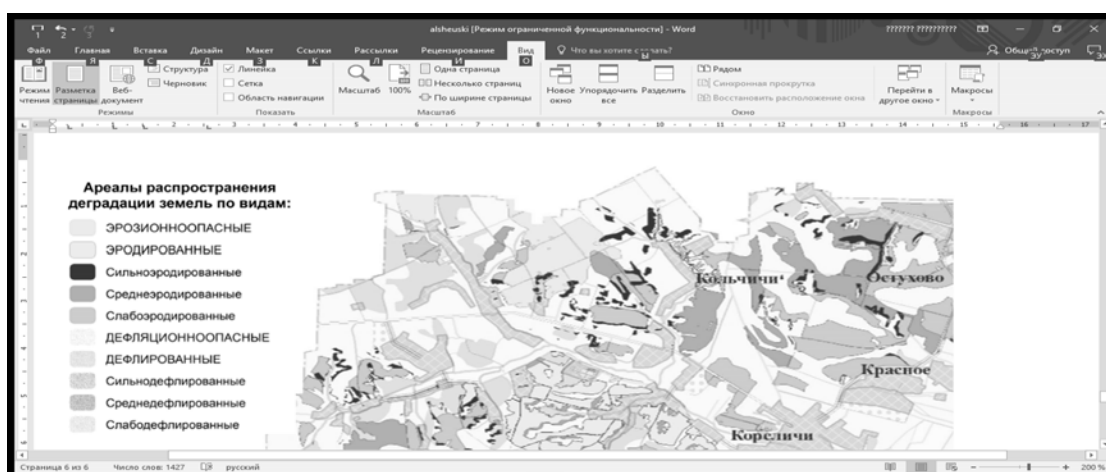 alsheuski [Режим ограниченной функциональности] - Word
??????? ??????????
Файл Главная Вставка Дизайн Макет Ссылки Рассылки Рецензирование Вид Что вы хотите сделать? Общий доступ
Режим чтения
Разметка страницы
Веб-документ
Структура
Черновик
Режимы
Линейка
Сетка
Область навигации
Показать
Масштаб
100%
Одна страница
Несколько страниц
По ширине страницы
Масштаб
Новое окно
Упорядочить все
Разделить
Рядом
Синхронная прокрутка
Восстановить расположение окна
Окно
Перейти в другое окно
Макросы
Макросы
Ареалы распространения
деградации земель по видам:
ЭРОЗИОННООПАСНЫЕ
ЭРОДИРОВАННЫЕ
Сильноэродированные
Среднеэродированные
Слабоэродированные
ДЕФЛЯЦИОННООПАСНЫЕ
ДЕФЛИРОВАННЫЕ
Сильнодефлированные
Среднедефлированные
Слабодефлированные
Кольчичи
Остухово
Красное
Кореличи
Страница 6 из 6 Число слов: 1427 русский 200 %